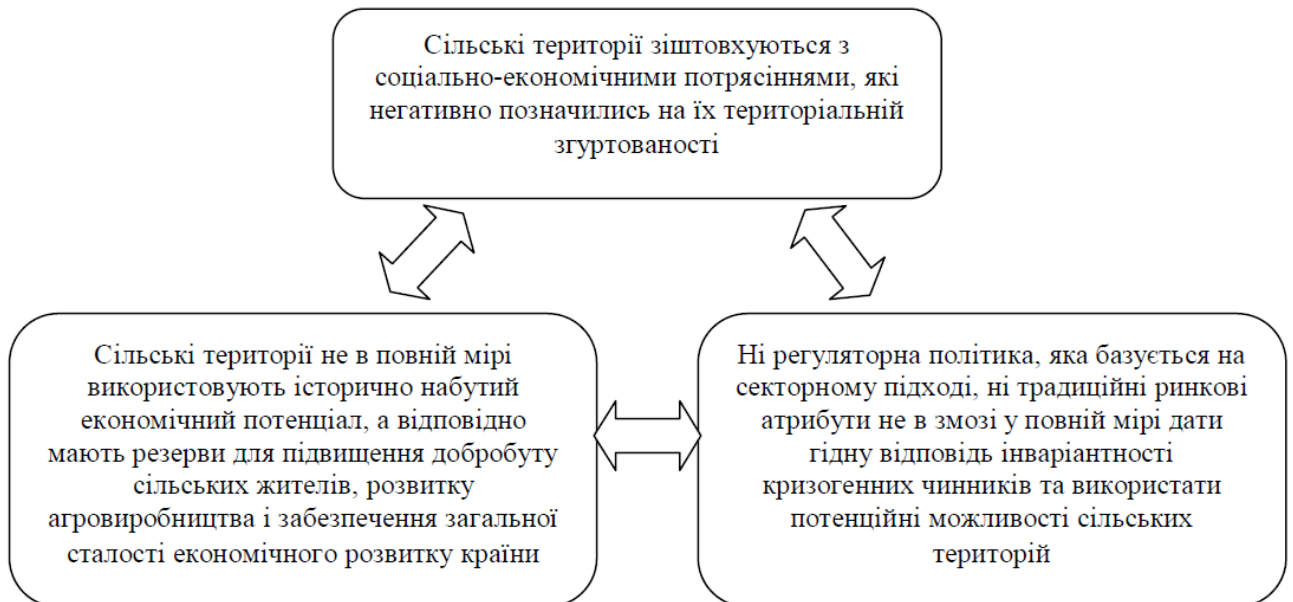 Сільські території зіштовхуються з
соціально-економічними потрясіннями, які
негативно позначились на їх територіальній
згуртованості
Сільські території не в повній мірі
використовують історично набутий
економічний потенціал, а відповідно
мають резерви для підвищення добробуту
сільських жителів, розвитку
агровиробництва і забезпечення загальної
сталості економічного розвитку країни
Ні регуляторна політика, яка базується на
секторному підході, ні традиційні ринкові
атрибути не в змозі у повній мірі дати
гідну відповідь інваріантності
кризогенних чинників та використати
потенційні можливості сільських
територій